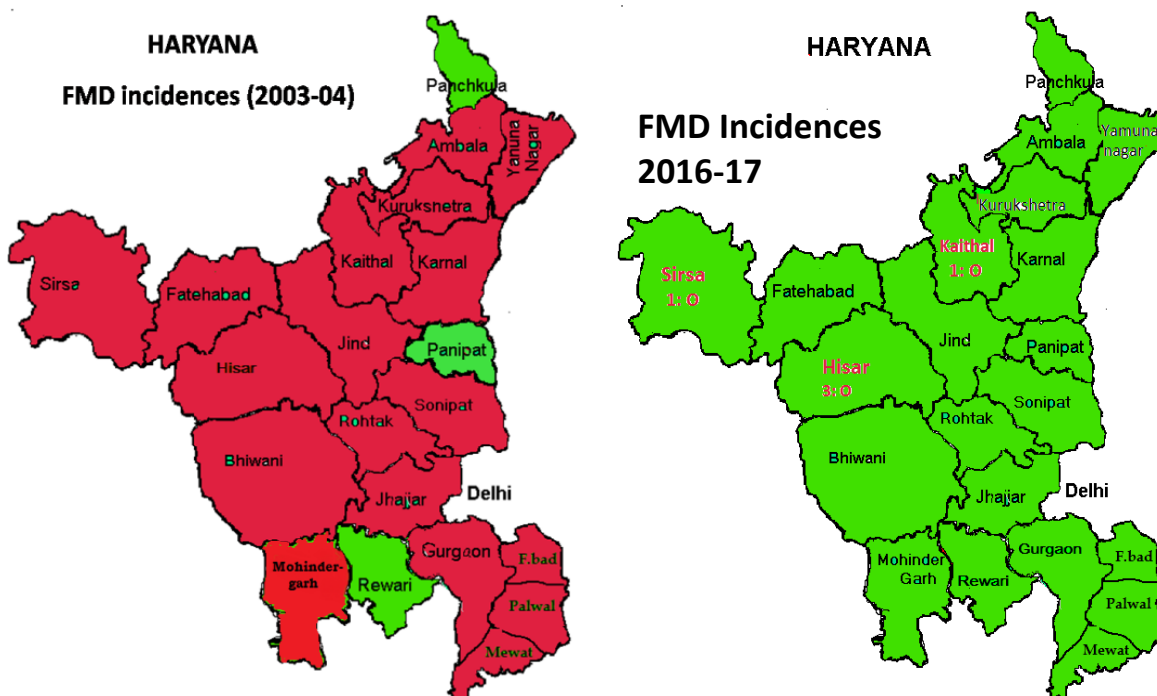 HARYANA
FMD incidences (2003-04)
Panchkula
Ambala
Yanuna
Nagar
Kurukshetra
Kaithal
Karnal
Sirsa
Fatehabad
Jind
Panipat
Hisar
Sonipat
Rohtak
Bhiwani
Jhajjar
Delhi
Gurgaon
F.bad
Mohinder-
garh
Rewari
Palwal
Mewat
HARYANA
FMD Incidences
2016-17
Panchkula
Ambala
Yamuna
nagar
Kurukshetra
Kaithal
1: O
Karnal
Sirsa
1: O
Fatehabad
Jind
Panipat
Hisar
3: O
Sonipat
Rohtak
Bhiwani
Jhajjar
Delhi
Gurgaon
F.bad
Mohinder
Garh
Rewari
Palwal
Mewat